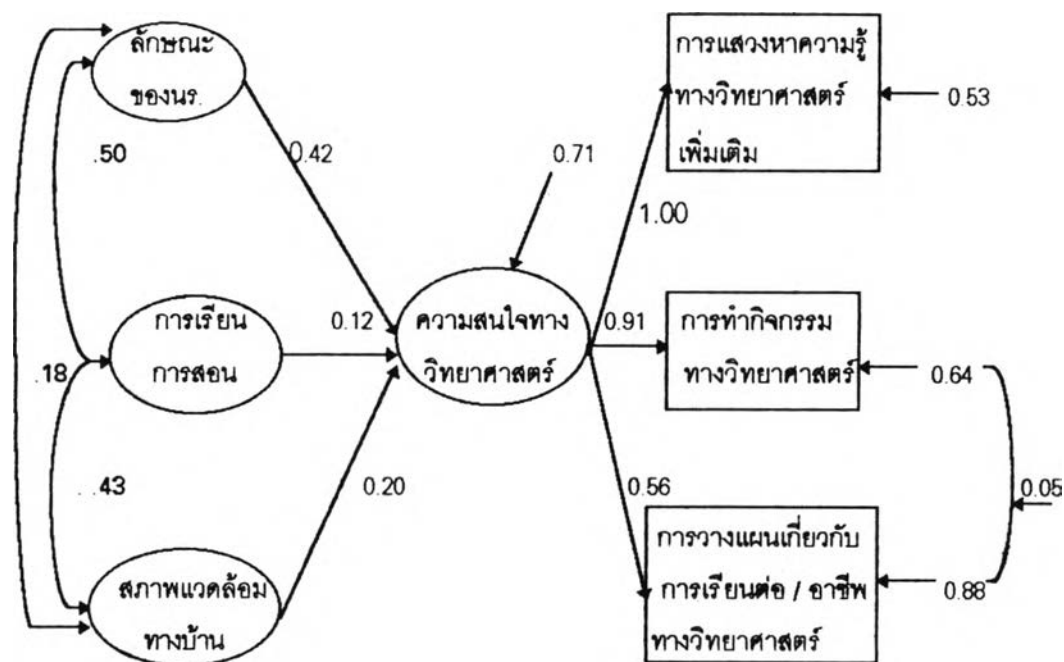 ลักษณะ
ของนร.
.50
0.42
การแสวงหาความรู้
ทางวิทยาศาสตร์
เพิ่มเติม
0.53
0.71
1.00
การเรียน
การสอน
0.12
ความสนใจทาง
วิทยาศาสตร์
0.91
การทำกิจกรรม
ทางวิทยาศาสตร์
0.64
.18
.43
0.20
0.56
0.05
สภาพแวดล้อม
ทางบ้าน
การวางแผนเกี่ยวกับ
การเรียนต่อ / อาชีพ
ทางวิทยาศาสตร์
0.88